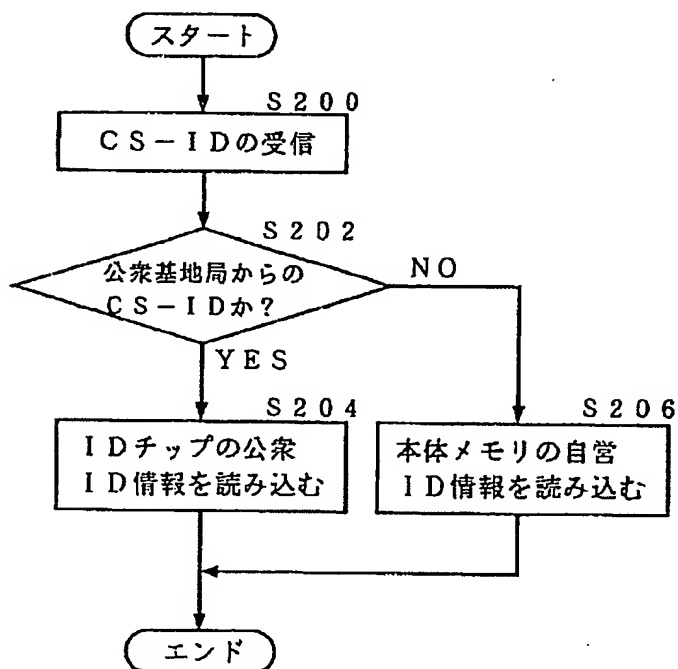 スタート
S200
CS-IDの受信
S202
公衆基地局からの
CS-IDか?
NO
YES
S204
IDチップの公衆
ID情報を読み込む
S206
本体メモリの自営
ID情報を読み込む
エンド